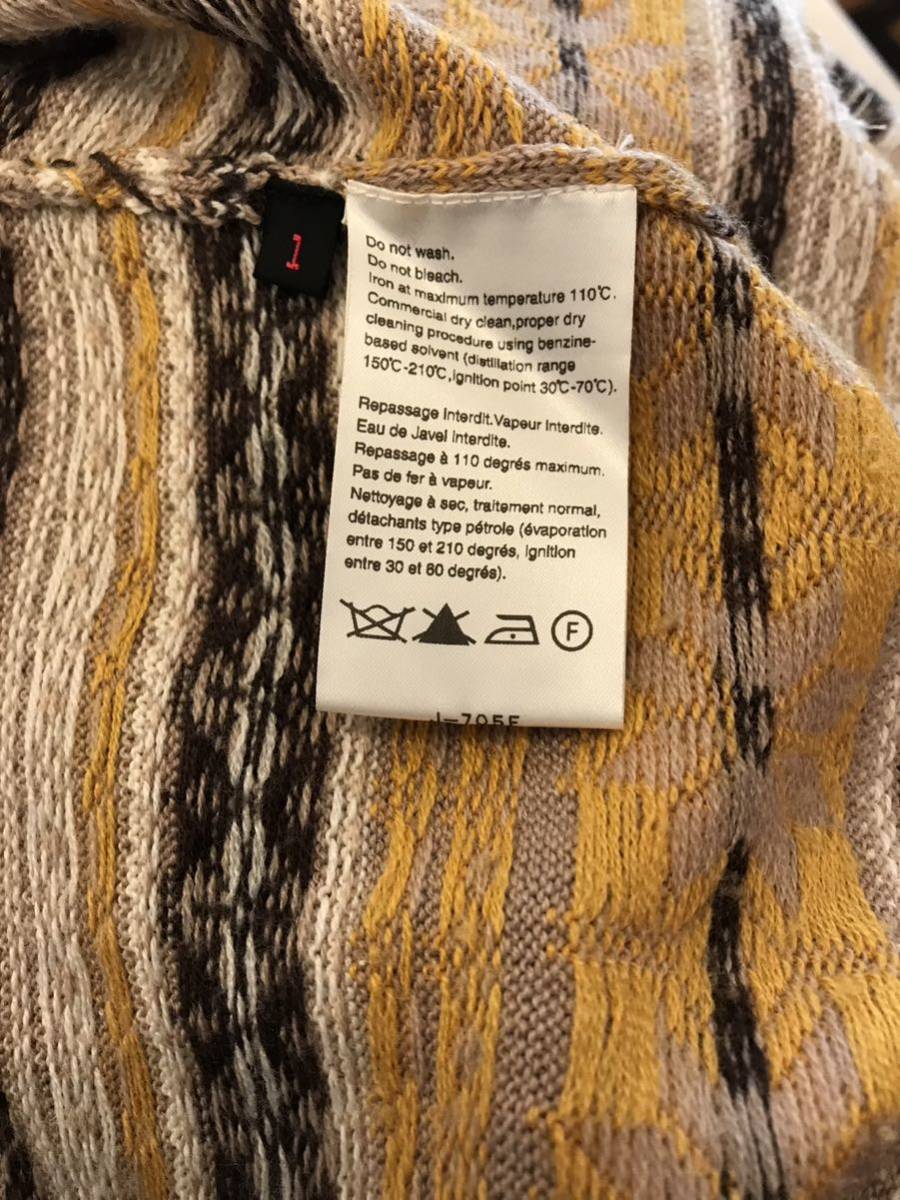 1
Do not wash.
Do not bleach.
Iron at maximum temperature 110℃.
Commercial dry clean,proper dry
cleaning procedure using benzine-
based solvent (distillation range
150℃-210℃,ignition point 30℃-70℃).
Repassage Interdit.Vapeur Interdite.
Eau de Javel Interdite.
Repassage à 110 degrés maximum.
Pas de fer à vapeur.
Nettoyage à sec, traitement normal,
détachants type pétrole (évaporation
entre 150 et 210 degrés, ignition
entre 30 et 60 degrés).
F